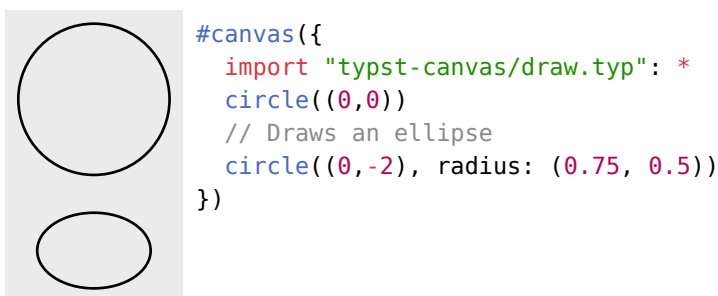 #canvas({
  import "typst-canvas/draw.typ": *
  circle((0,0))
  // Draws an ellipse
  circle((0,-2), radius: (0.75, 0.5))
})